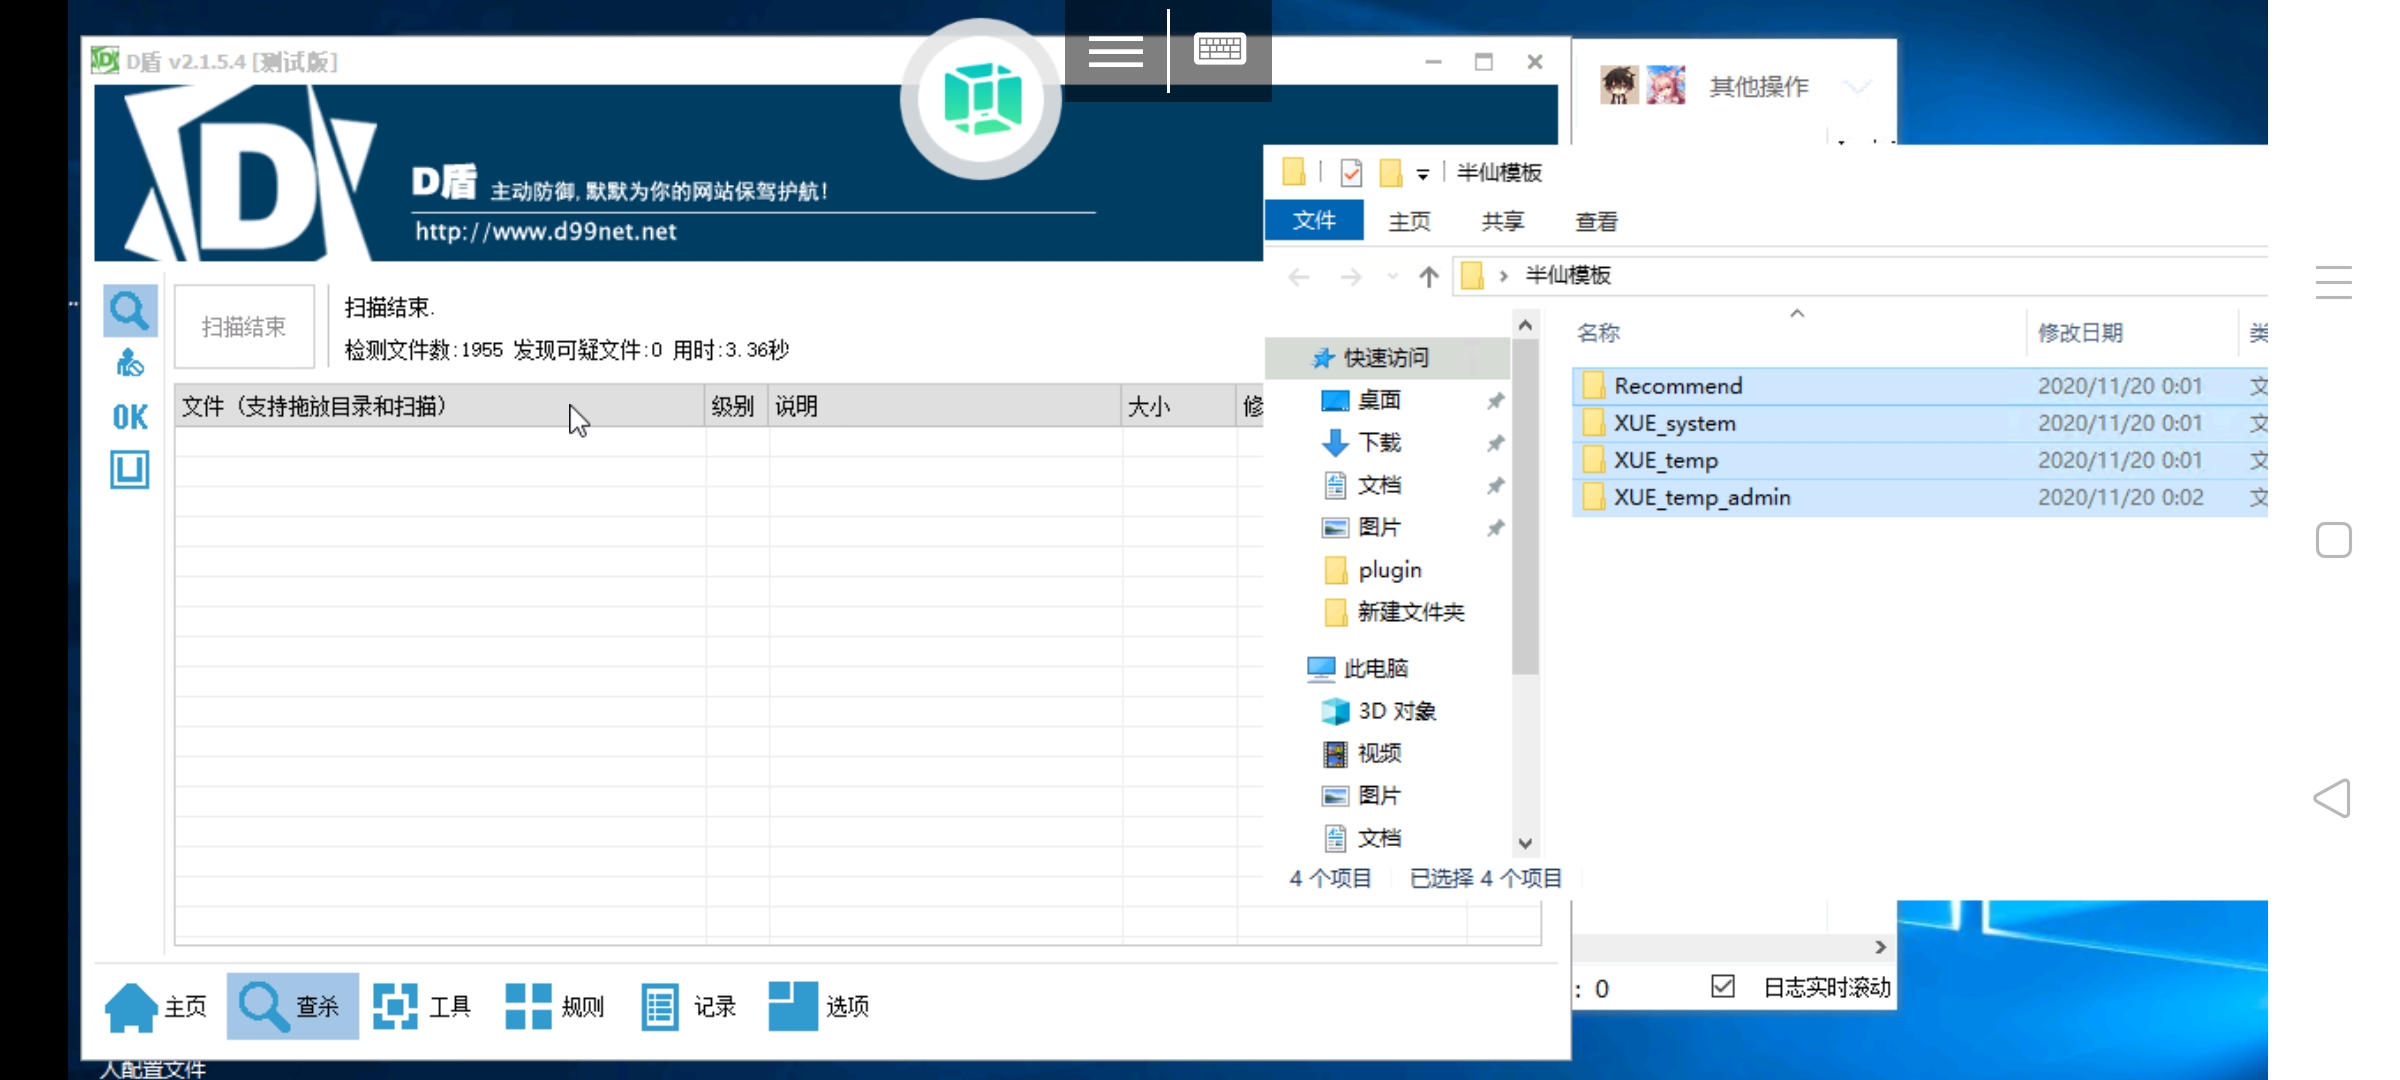 D盾 v2.1.5.4 [测试版]
D盾 主动防御,默默为你的网站保驾护航!
http://www.d99net.net
扫描结束
扫描结束.
检测文件数:1955 发现可疑文件:0 用时:3.36秒
OK
文件（支持拖放目录和扫描） 级别 说明 大小 修
主页 查杀 工具 规则 记录 选项
人配置文件
其他操作
半仙模板
文件 主页 共享 查看
半仙模板
快速访问
桌面
下载
文档
图片
plugin
新建文件夹
此电脑
3D 对象
视频
图片
文档
名称 修改日期 类
Recommend 2020/11/20 0:01 文
XUE_system 2020/11/20 0:01 文
XUE_temp 2020/11/20 0:01 文
XUE_temp_admin 2020/11/20 0:02 文
4 个项目 已选择 4 个项目
: 0 日志实时滚动